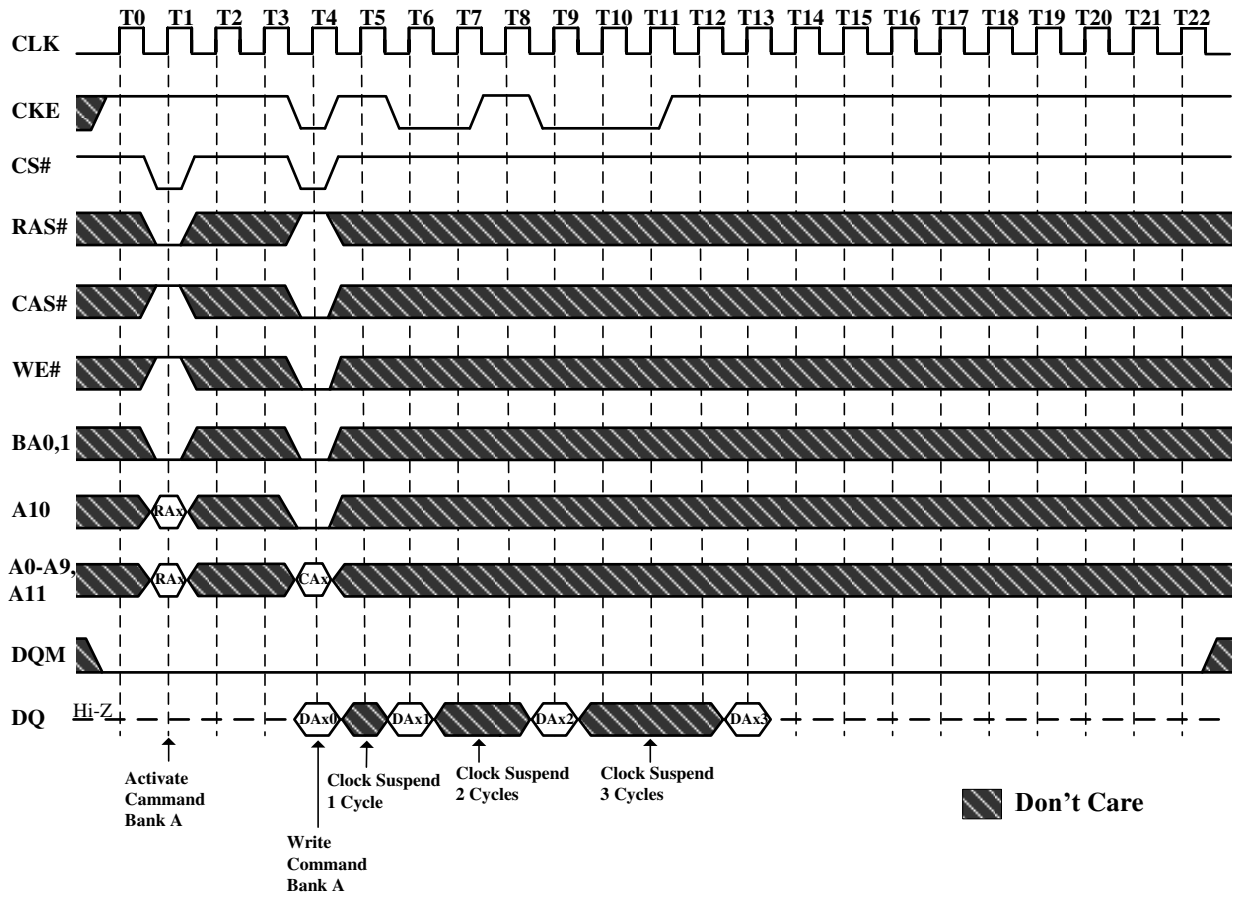 T0 T1 T2 T3 T4 T5 T6 T7 T8 T9 T10 T11 T12 T13 T14 T15 T16 T17 T18 T19 T20 T21 T22
CLK
CKE
CS#
RAS#
CAS#
WE#
BA0,1
A10
RAx
A0-A9,
A11
RAx CAx
DQM
DQ
Hi-Z
DAx0 DAx1 DAx2 DAx3
Activate
Cammand
Bank A
Write
Command
Bank A
Clock Suspend
1 Cycle
Clock Suspend
2 Cycles
Clock Suspend
3 Cycles
Don't Care